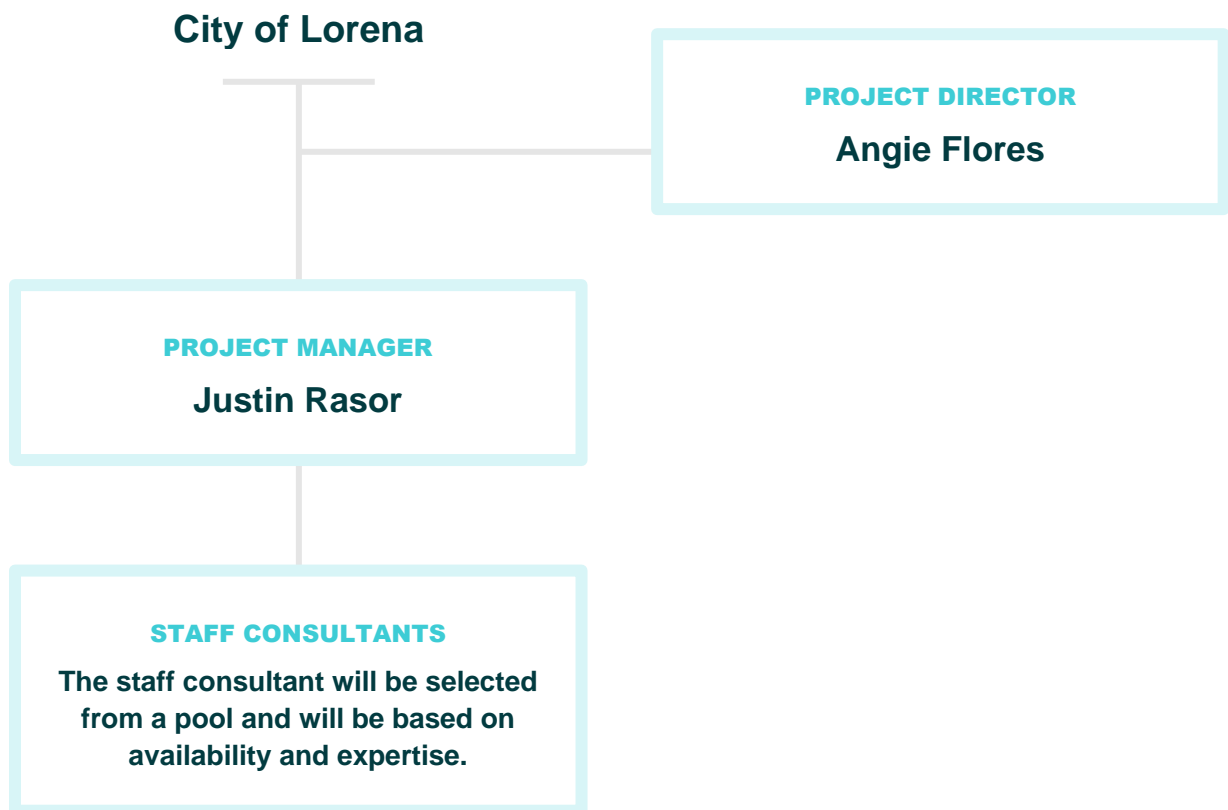 City of Lorena
PROJECT DIRECTOR
Angie Flores
PROJECT MANAGER
Justin Rasor
STAFF CONSULTANTS
The staff consultant will be selected
from a pool and will be based on
availability and expertise.